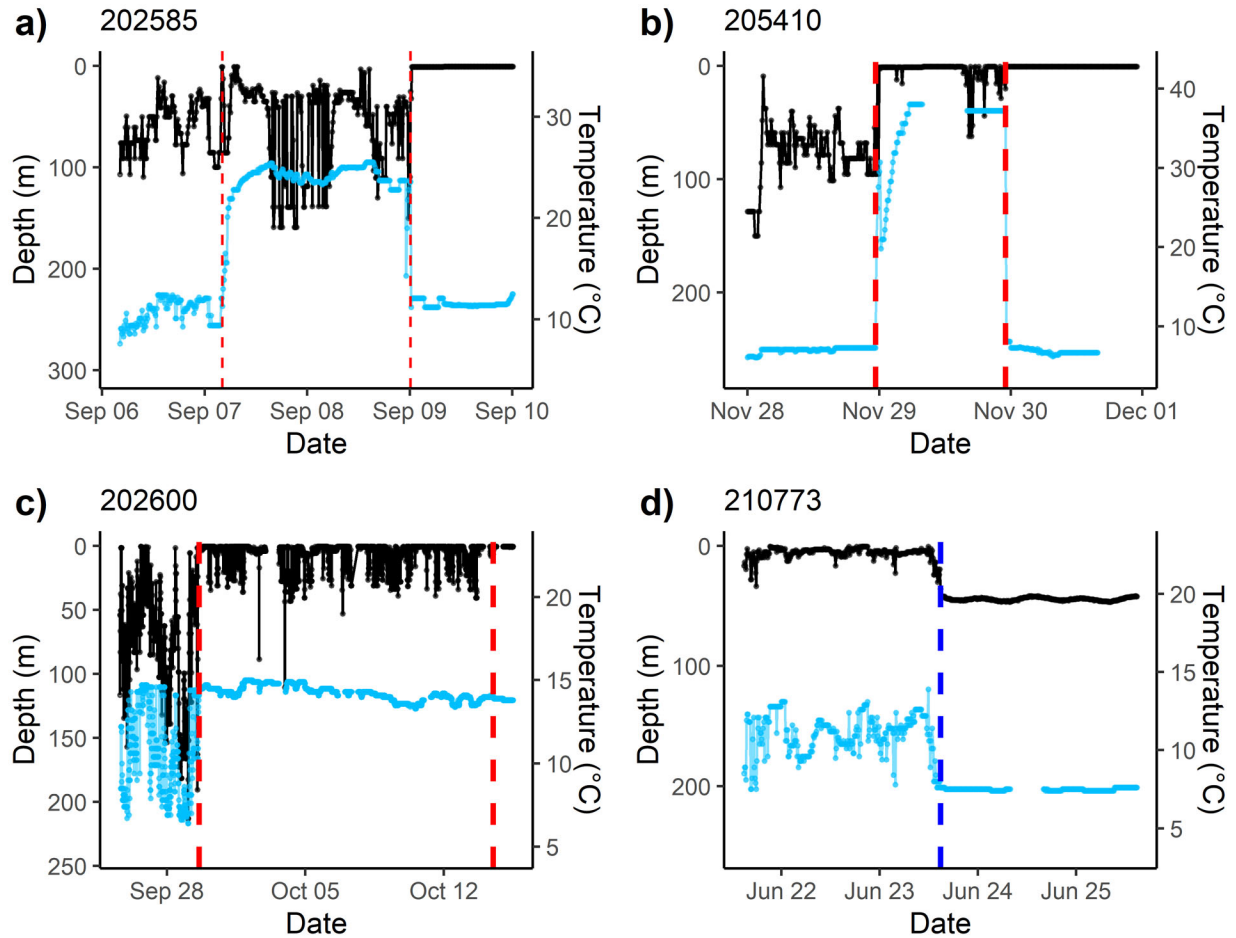 a) 202585
0
100
200
300
Depth (m)
30
20
10
Temperature (°C)
Sep 06 Sep 07 Sep 08 Sep 09 Sep 10
Date
b) 205410
0
100
200
Depth (m)
40
30
20
10
Temperature (°C)
Nov 28 Nov 29 Nov 30 Dec 01
Date
c) 202600
0
50
100
150
200
250
Depth (m)
20
15
10
5
Temperature (°C)
Sep 28 Oct 05 Oct 12
Date
d) 210773
0
100
200
Depth (m)
20
15
10
5
Temperature (°C)
Jun 22 Jun 23 Jun 24 Jun 25
Date